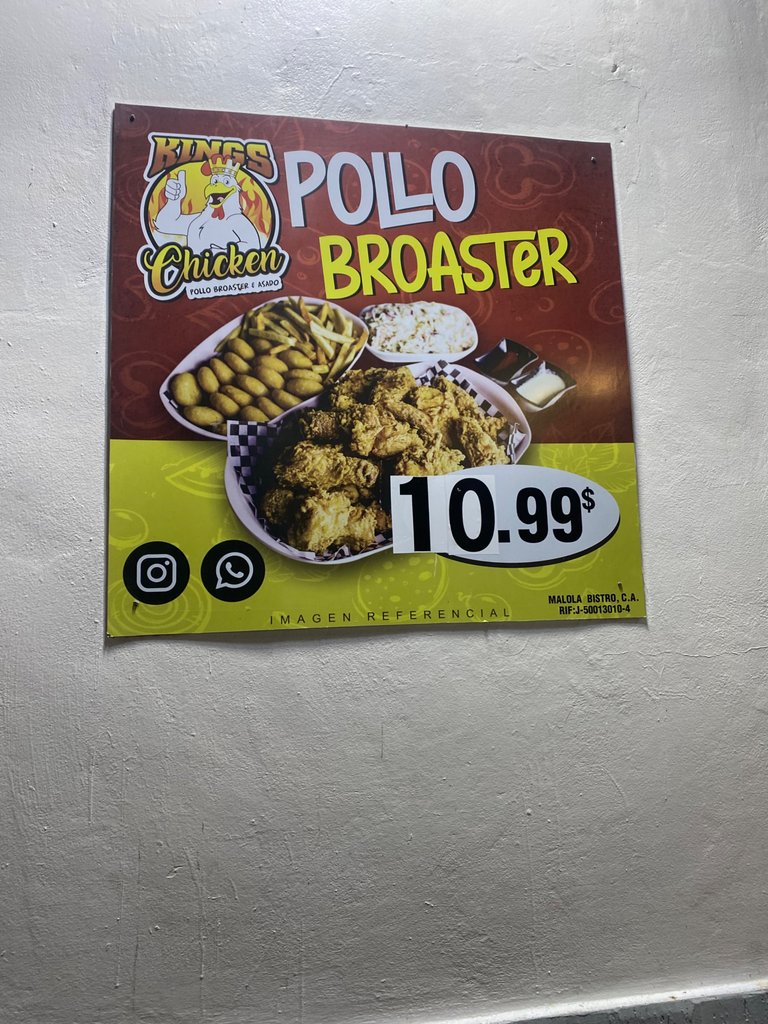 KINGS
Chicken
POLLO BROASTER & ASADO
POLLO
BROASTER
10.99$
IMAGEN REFERENCIAL
MALOLA BISTRO, C.A.
RIF:J-50013010-4